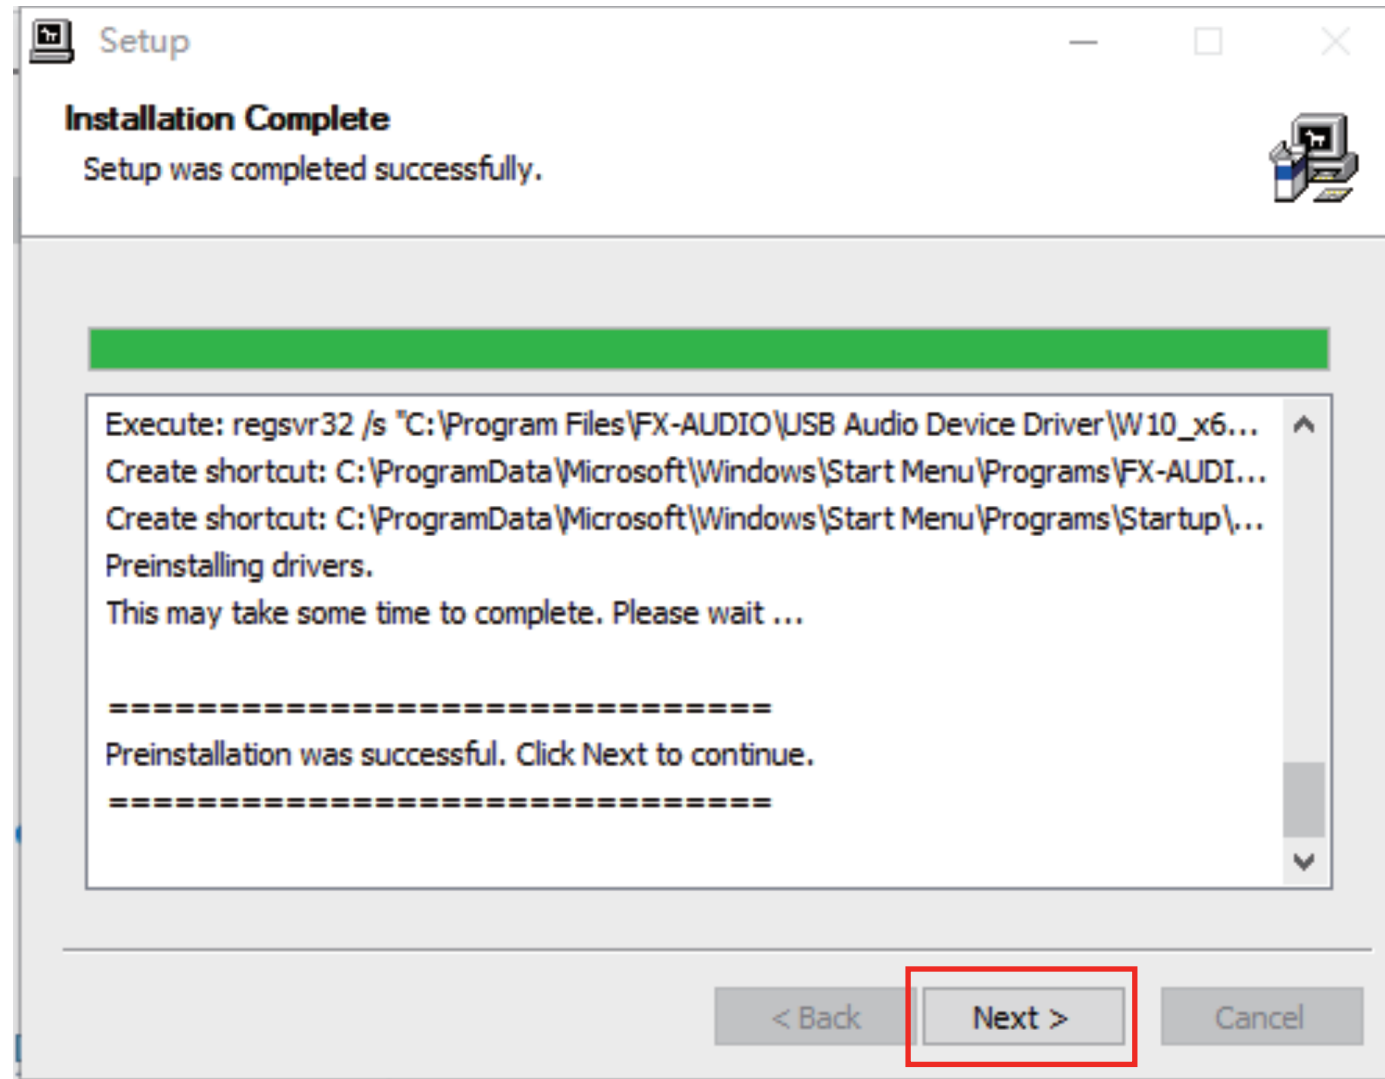 Setup
Installation Complete
Setup was completed successfully.
Execute: regsvr32 /s "C:\Program Files\FX-AUDIO\USB Audio Device Driver\W10_x6...
Create shortcut: C:\ProgramData\Microsoft\Windows\Start Menu\Programs\FX-AUDI...
Create shortcut: C:\ProgramData\Microsoft\Windows\Start Menu\Programs\Startup\...
Preinstalling drivers.
This may take some time to complete. Please wait ...
==============================
Preinstallation was successful. Click Next to continue.
==============================
< Back
Next >
Cancel